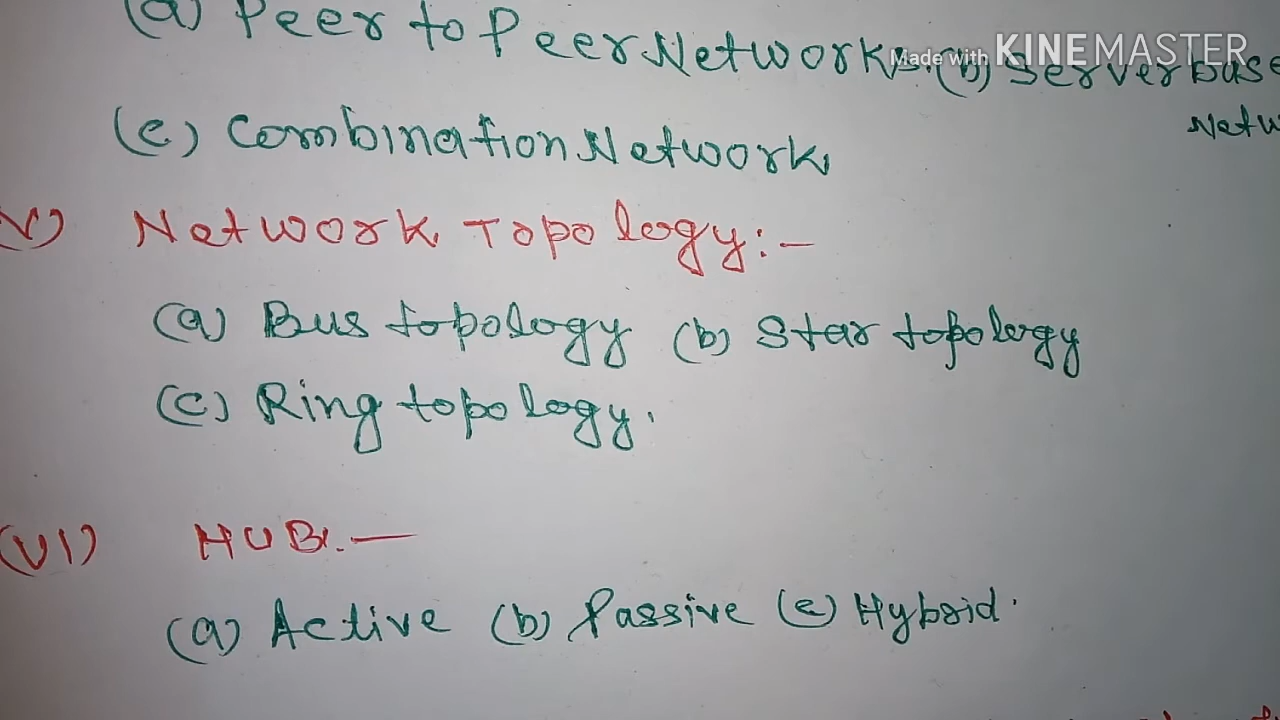 (a) Peer to Peer Networks. (b) Server base
Made with KINEMASTER
Netw
(c) Combination Network
V) Network Topology:-
(a) Bus topology (b) Star topology
(c) Ring topology.
(VI) HUB:—
(a) Active (b) Passive (c) Hybrid.